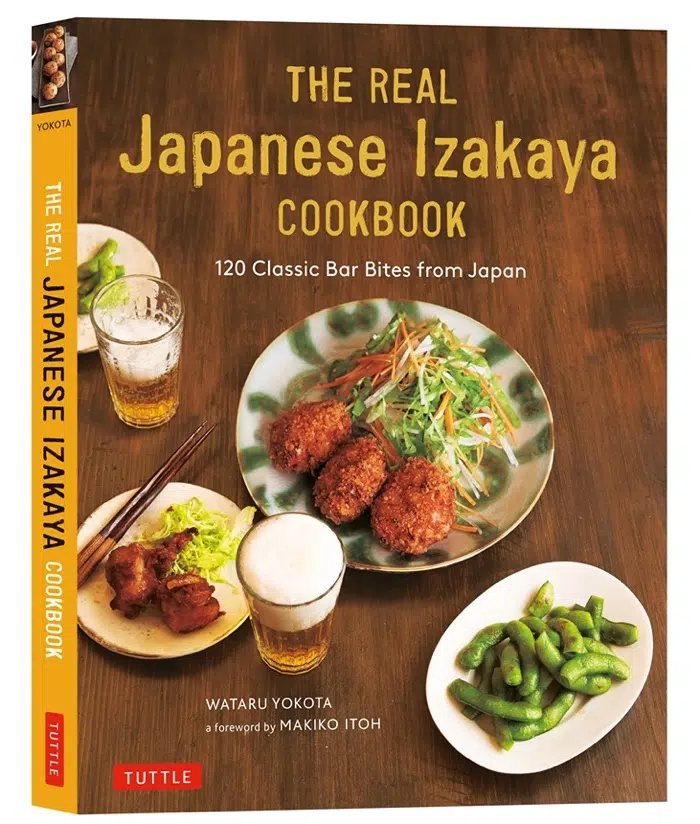 YOKOTA
THE REAL JAPANESE IZAKAYA COOKBOOK
TUTTLE
THE REAL
Japanese Izakaya
COOKBOOK
120 Classic Bar Bites from Japan
WATARU YOKOTA
a foreword by MAKIKO ITOH
TUTTLE